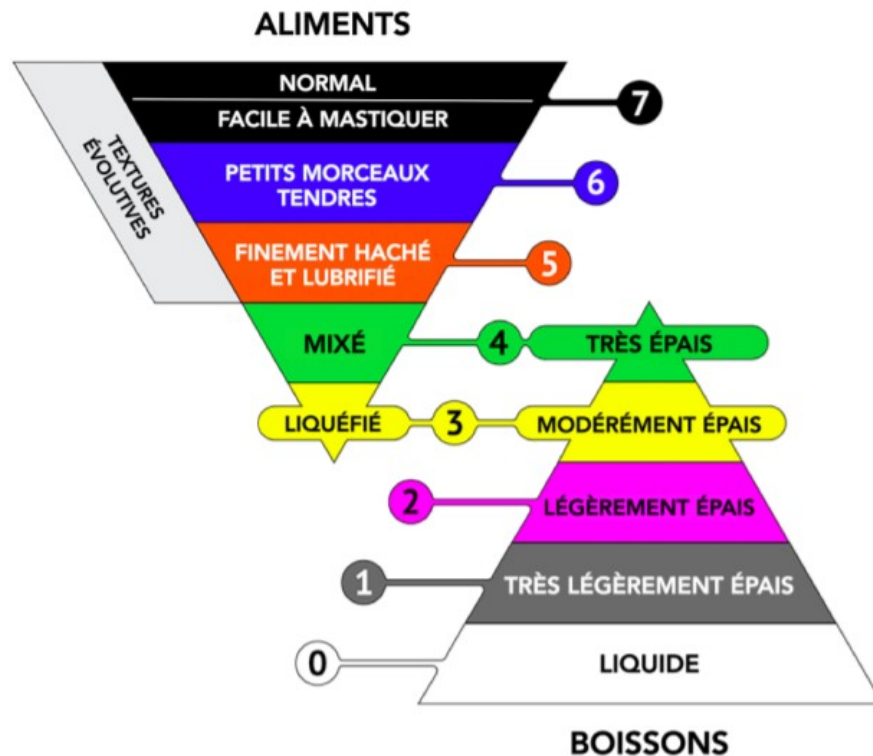 ALIMENTS
NORMAL
FACILE À MASTIQUER
7
TEXTURES
ÉVOLUTIVES
PETITS MORCEAUX
TENDRES
6
FINEMENT HACHÉ
ET LUBRIFIÉ
5
MIXÉ
4
TRÈS ÉPAIS
LIQUÉFIÉ
3
MODÉRÉMENT ÉPAIS
2
LÉGÈREMENT ÉPAIS
1
TRÈS LÉGÈREMENT ÉPAIS
0
LIQUIDE
BOISSONS